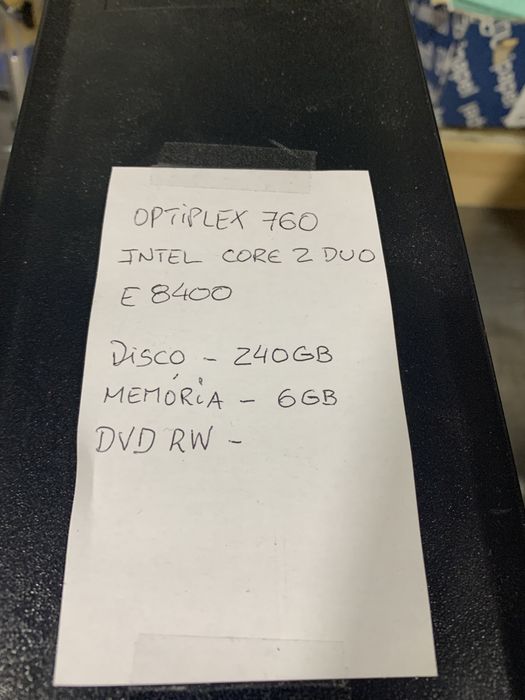 OPTIPLEX 760
INTEL CORE 2 DUO
E 8400
DISCO - 240GB
MEMÓRIA - 6GB
DVD RW -